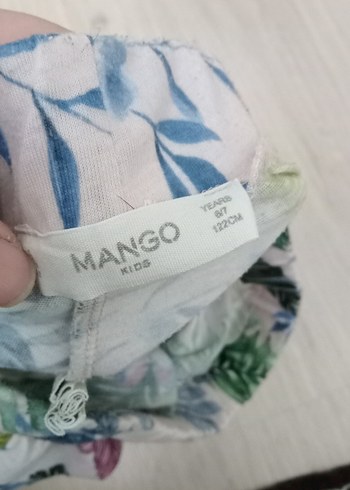 MANGO
KIDS
YEARS
6/7
122CM